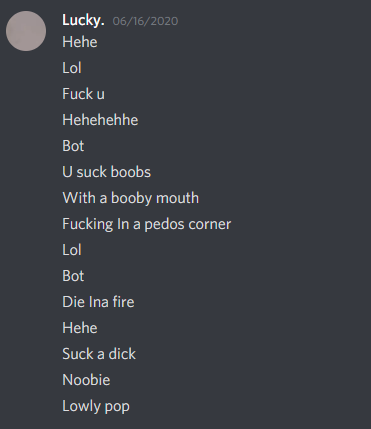 Lucky. 06/16/2020
Hehe
Lol
Fuck u
Hehehehhe
Bot
U suck boobs
With a booby mouth
Fucking In a pedos corner
Lol
Bot
Die Ina fire
Hehe
Suck a dick
Noobie
Lowly pop